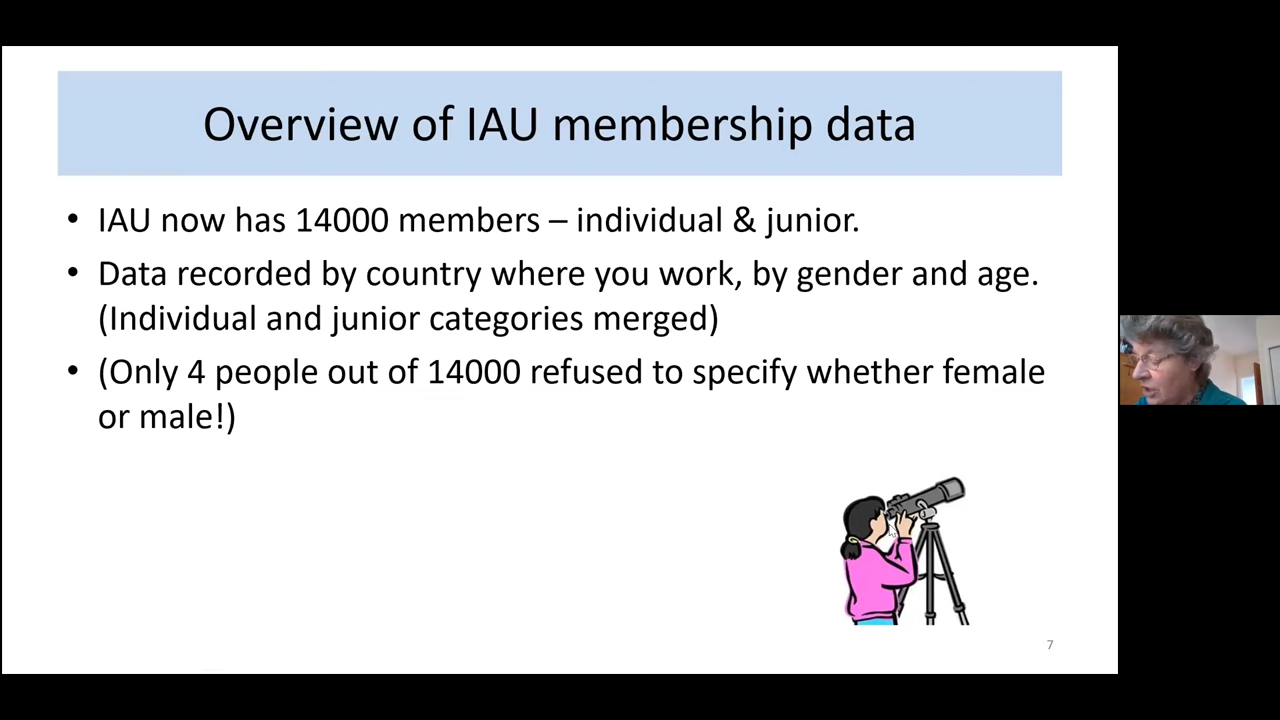 Overview of IAU membership data
• IAU now has 14000 members – individual & junior.
• Data recorded by country where you work, by gender and age.
(Individual and junior categories merged)
• (Only 4 people out of 14000 refused to specify whether female
or male!)
7